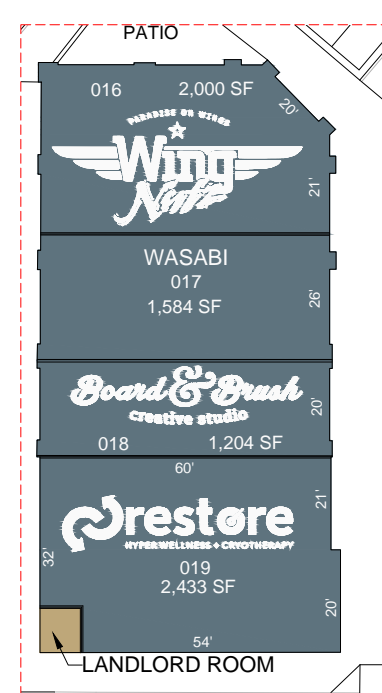 PATIO
016 2,000 SF
20'
PARADISE ON WINGS
Wing
Nutz
21'
WASABI
017
1,584 SF
26'
Board & Brush
creative studio
20'
018 1,204 SF
60'
21'
restøre
HYPER WELLNESS + CRYOTHERAPY
32'
019
2,433 SF
20'
54'
LANDLORD ROOM